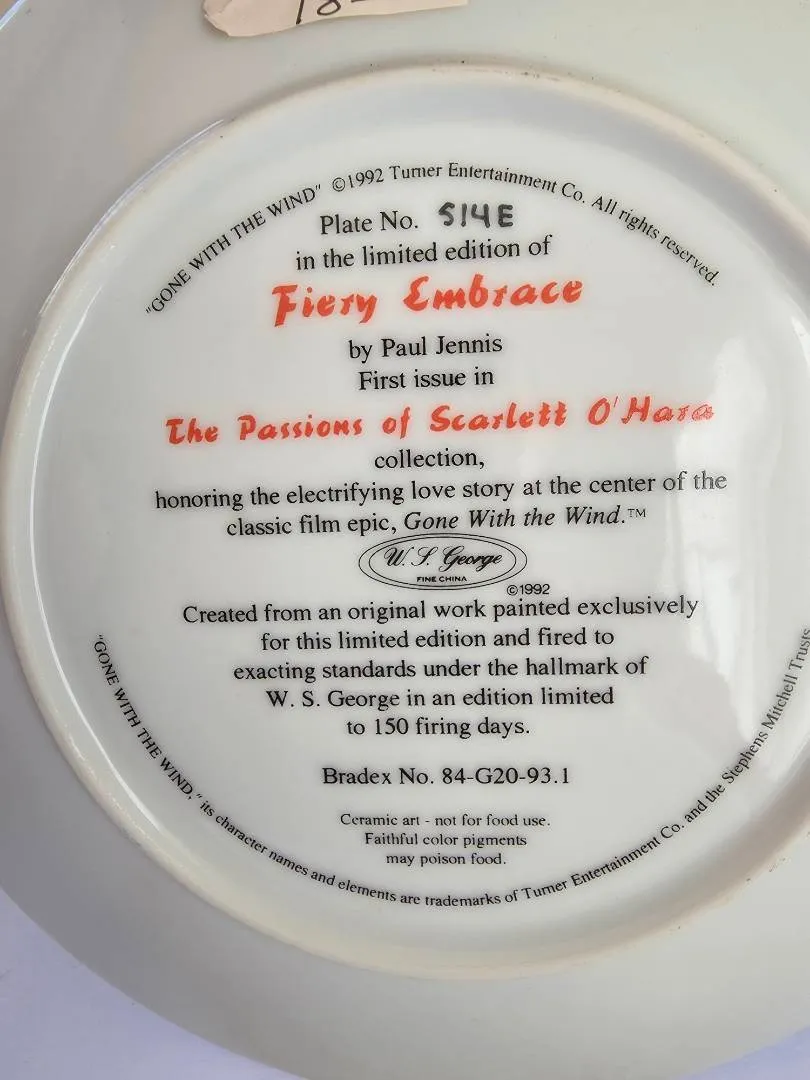 18
"GONE WITH THE WIND" ©1992 Turner Entertainment Co. All rights reserved.
Plate No. 514E
in the limited edition of
Fiery Embrace
by Paul Jennis
First issue in
The Passions of Scarlett O'Hara
collection,
honoring the electrifying love story at the center of the
classic film epic, Gone With the Wind.™
W. S. George
FINE CHINA
©1992
Created from an original work painted exclusively
for this limited edition and fired to
exacting standards under the hallmark of
W. S. George in an edition limited
to 150 firing days.
Bradex No. 84-G20-93.1
Ceramic art - not for food use.
Faithful color pigments
may poison food.
"GONE WITH THE WIND," its character names and elements are trademarks of Turner Entertainment Co. and the Stephens Mitchell Trusts